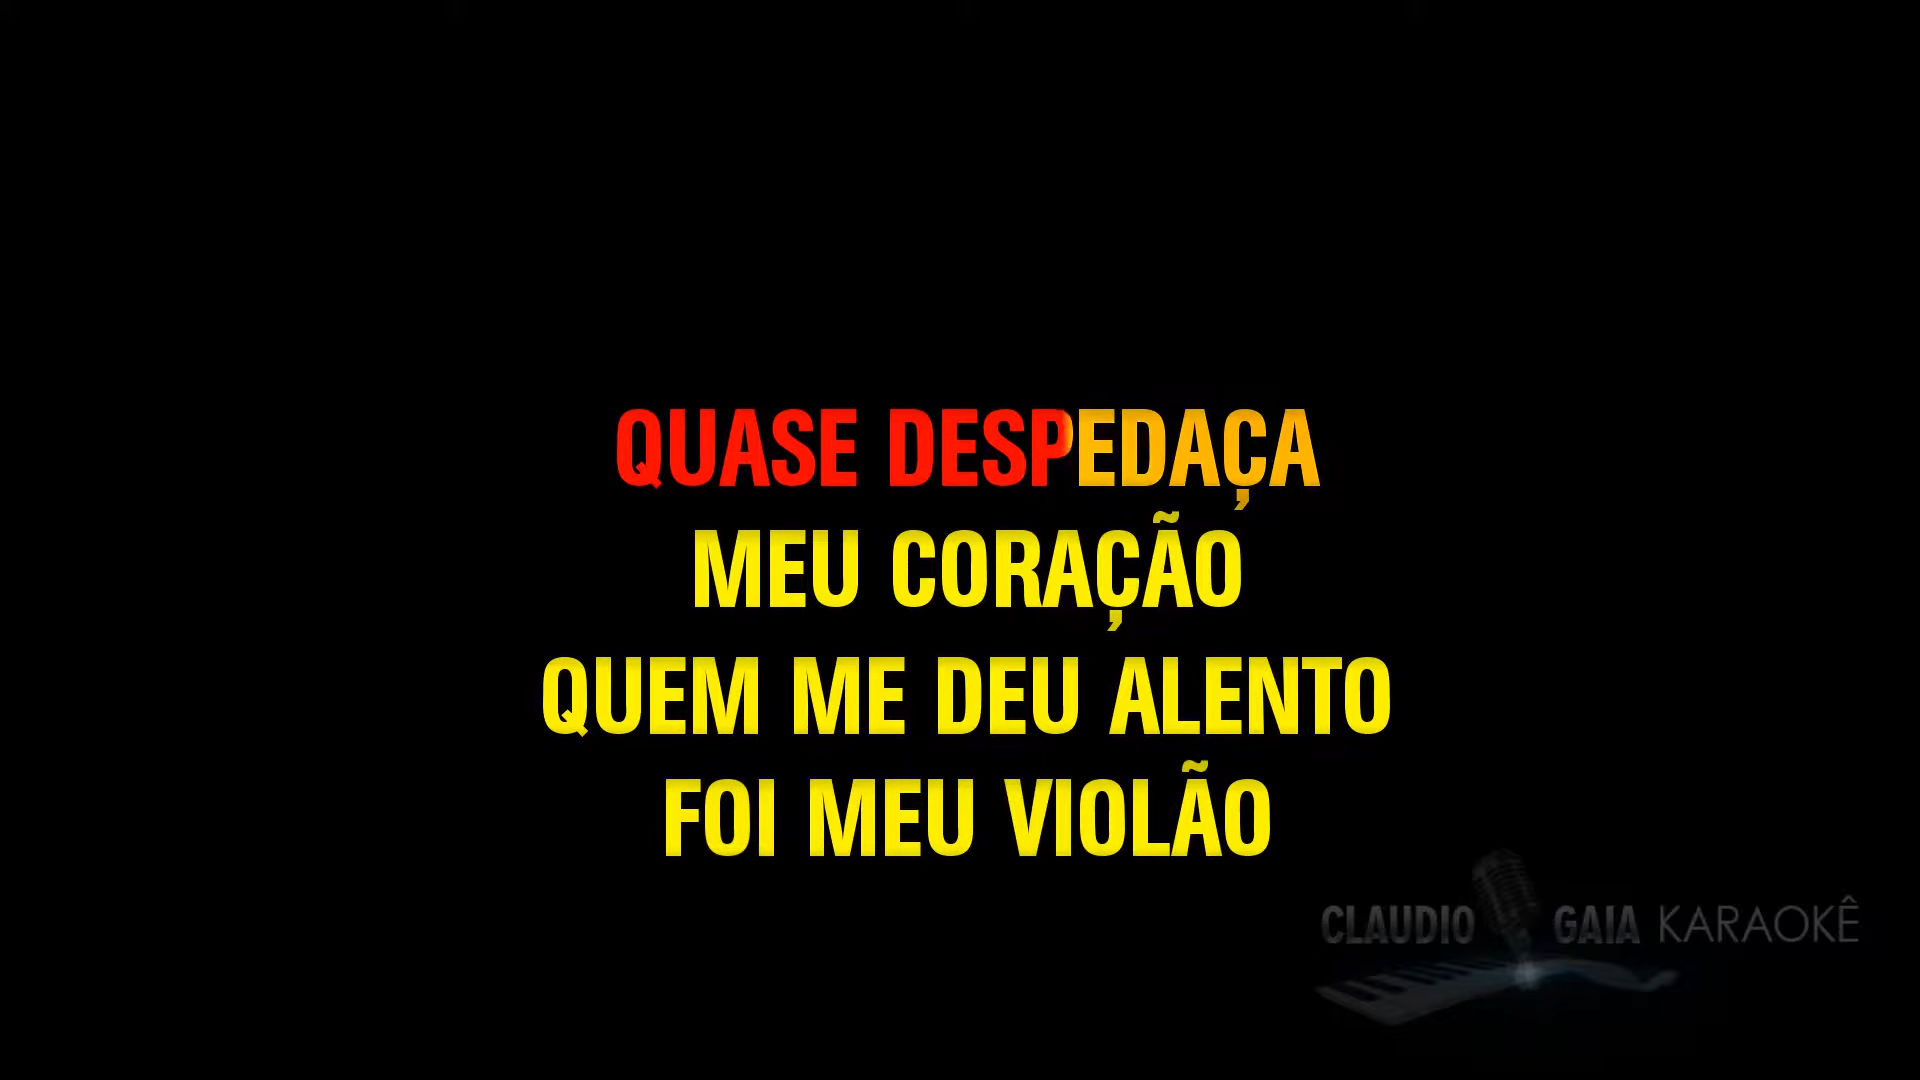 QUASE DESPEDAÇA
MEU CORAÇÃO
QUEM ME DEU ALENTO
FOI MEU VIOLÃO
CLAUDIO GAIA KARAOKÊ